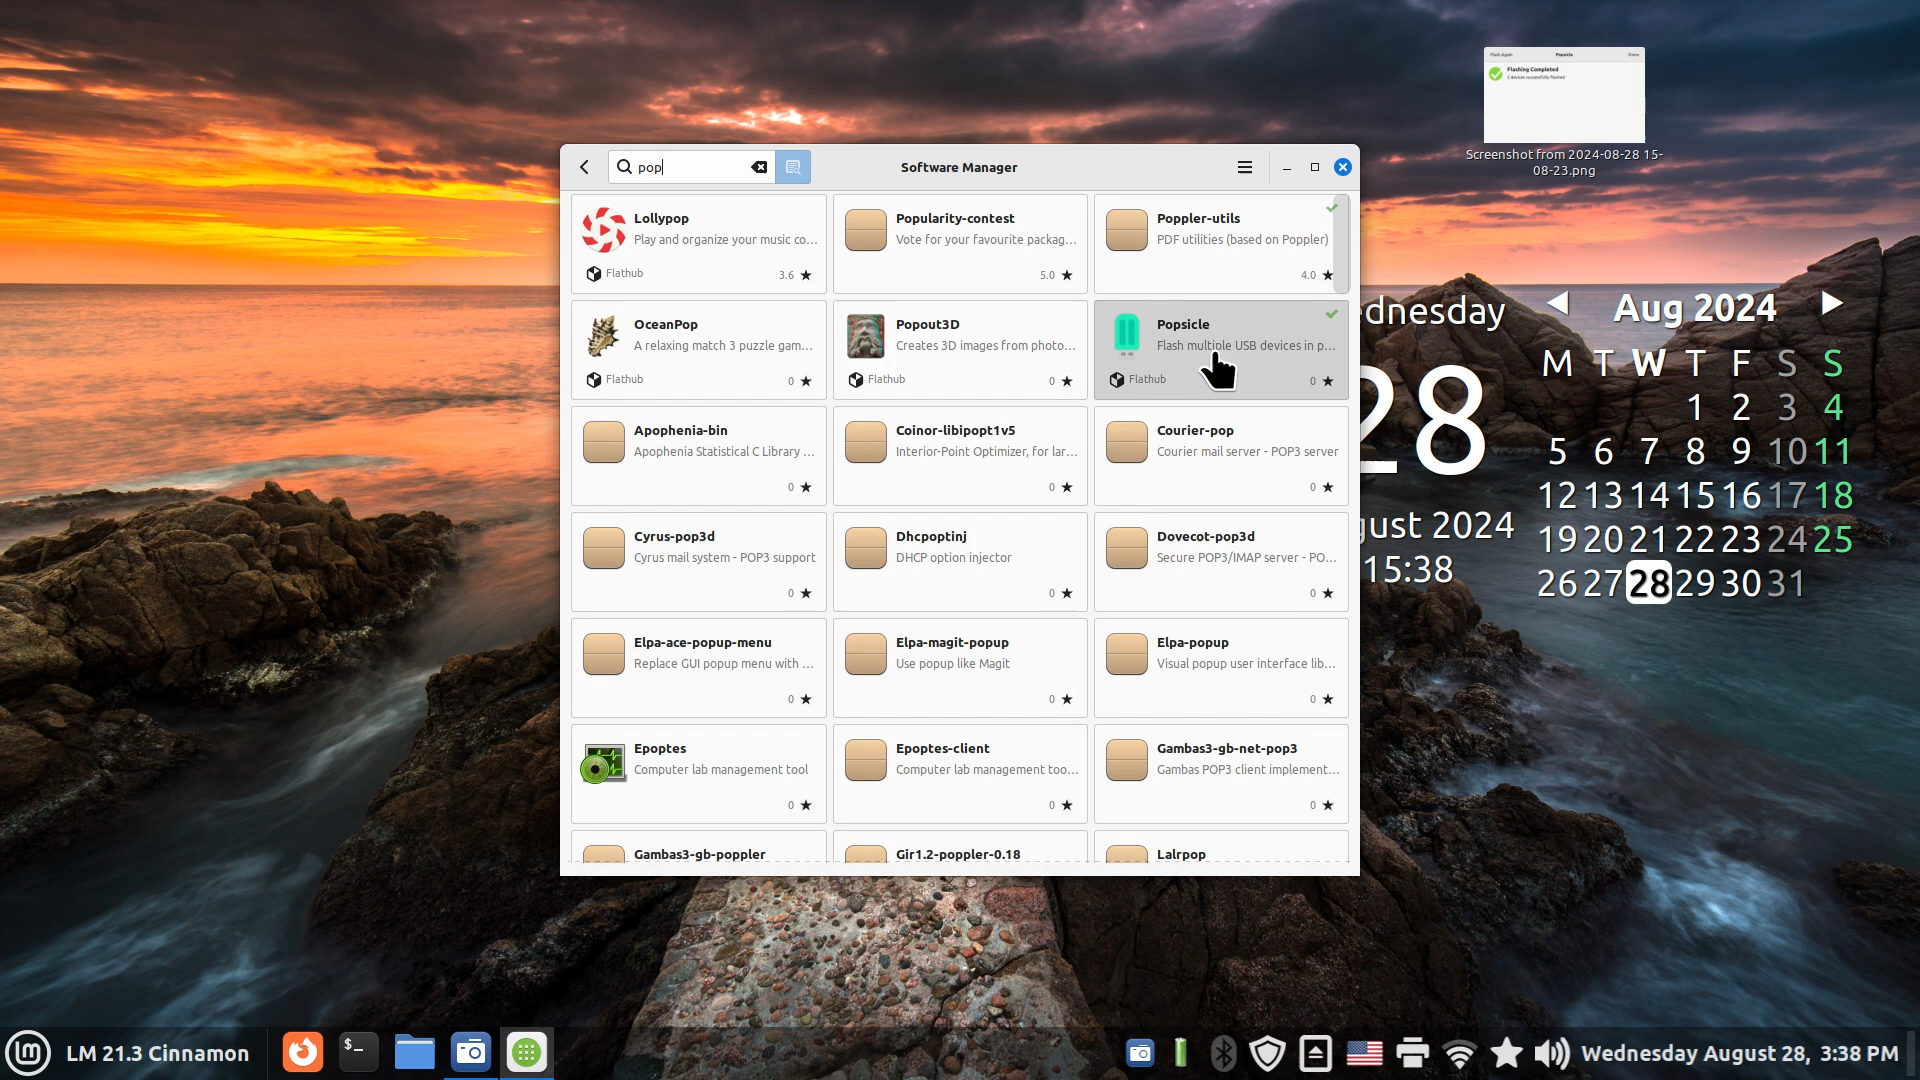 Flash Again Popsicle Done
Flashing Completed
2 devices successfully flashed
Screenshot from 2024-08-28 15-
08-23.png
pop
Software Manager
Lollypop
Play and organize your music co...
Flathub 3.6 ★
Popularity-contest
Vote for your favourite packag...
5.0 ★
Poppler-utils
PDF utilities (based on Poppler)
4.0 ★
OceanPop
A relaxing match 3 puzzle gam...
Flathub 0 ★
Popout3D
Creates 3D images from photo...
Flathub 0 ★
Popsicle
Flash multiple USB devices in p...
Flathub 0 ★
Apophenia-bin
Apophenia Statistical C Library ...
0 ★
Coinor-libipopt1v5
Interior-Point Optimizer, for lar...
0 ★
Courier-pop
Courier mail server - POP3 server
0 ★
Cyrus-pop3d
Cyrus mail system - POP3 support
0 ★
Dhcpoptinj
DHCP option injector
0 ★
Dovecot-pop3d
Secure POP3/IMAP server - PO...
0 ★
Elpa-ace-popup-menu
Replace GUI popup menu with ...
0 ★
Elpa-magit-popup
Use popup like Magit
0 ★
Elpa-popup
Visual popup user interface lib...
0 ★
Epoptes
Computer lab management tool
0 ★
Epoptes-client
Computer lab management too...
0 ★
Gambas3-gb-net-pop3
Gambas POP3 client implement...
0 ★
Gambas3-gb-poppler
Gir1.2-poppler-0.18
Lalrpop
dnesday
28
gust 2024
15:38
Aug 2024
M T W T F S S
1 2 3 4
5 6 7 8 9 10 11
12 13 14 15 16 17 18
19 20 21 22 23 24 25
26 27 28 29 30 31
LM 21.3 Cinnamon
$_
Wednesday August 28, 3:38 PM